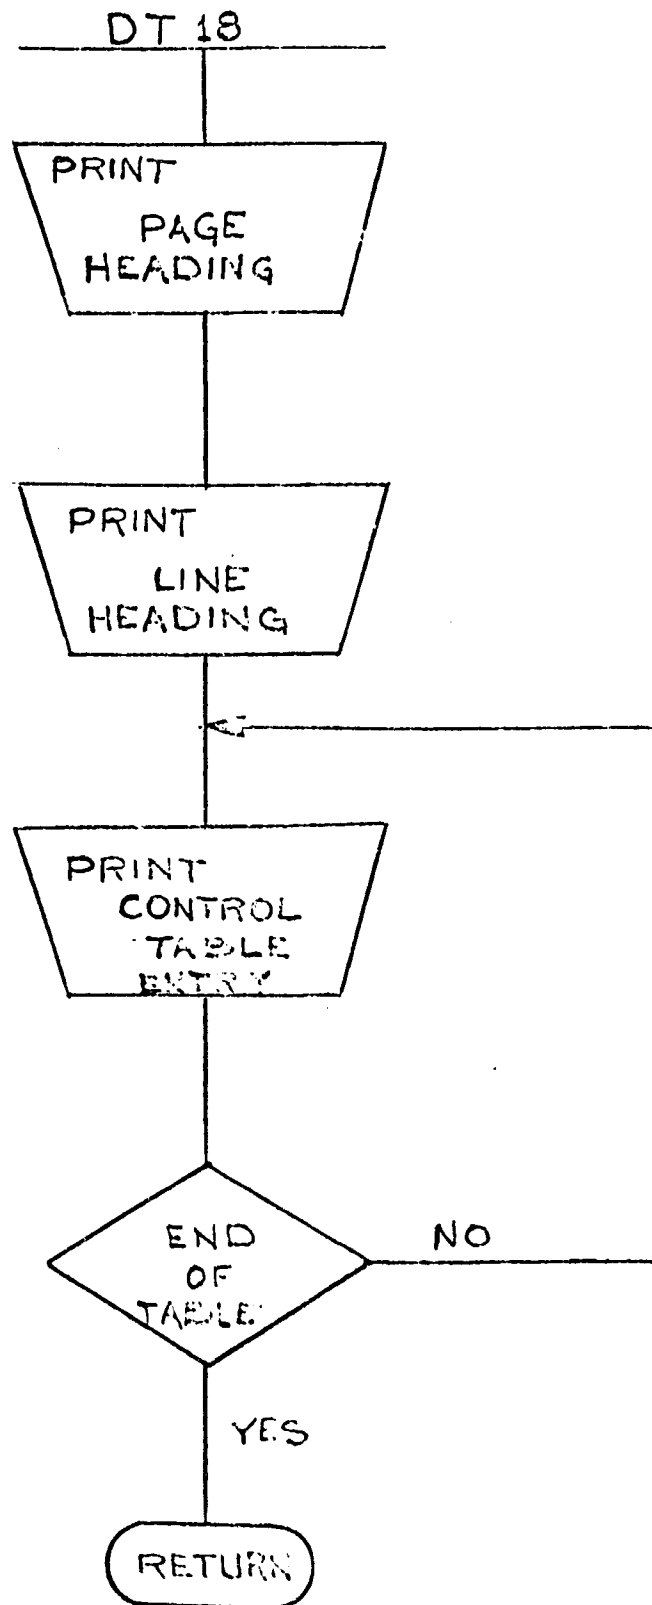 DT 18
PRINT
PAGE
HEADING
PRINT
LINE
HEADING
PRINT
CONTROL
TABLE
ENTRY
END
OF
TABLE
NO
YES
RETURN